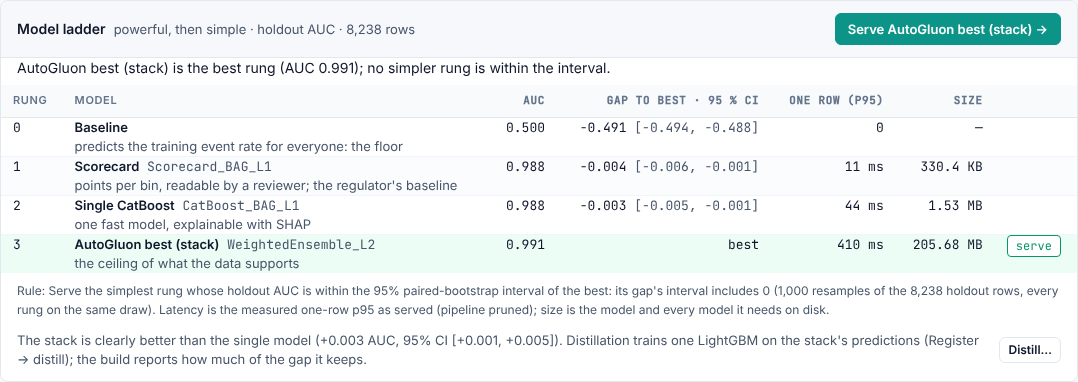 Model ladder powerful, then simple · holdout AUC · 8,238 rows Serve AutoGluon best (stack) →
AutoGluon best (stack) is the best rung (AUC 0.991); no simpler rung is within the interval.
RUNG MODEL AUC GAP TO BEST · 95 % CI ONE ROW (P95) SIZE
0 Baseline 0.500 -0.491 [-0.494, -0.488] 0 —
predicts the training event rate for everyone: the floor
1 Scorecard Scorecard_BAG_L1 0.988 -0.004 [-0.006, -0.001] 11 ms 330.4 KB
points per bin, readable by a reviewer; the regulator's baseline
2 Single CatBoost CatBoost_BAG_L1 0.988 -0.003 [-0.005, -0.001] 44 ms 1.53 MB
one fast model, explainable with SHAP
3 AutoGluon best (stack) WeightedEnsemble_L2 0.991 best 410 ms 205.68 MB serve
the ceiling of what the data supports
Rule: Serve the simplest rung whose holdout AUC is within the 95% paired-bootstrap interval of the best: its gap's interval includes 0 (1,000 resamples of the 8,238 holdout rows, every
rung on the same draw). Latency is the measured one-row p95 as served (pipeline pruned); size is the model and every model it needs on disk.
The stack is clearly better than the single model (+0.003 AUC, 95% CI [+0.001, +0.005]). Distillation trains one LightGBM on the stack's predictions (Register
→ distill); the build reports how much of the gap it keeps.
Distill...